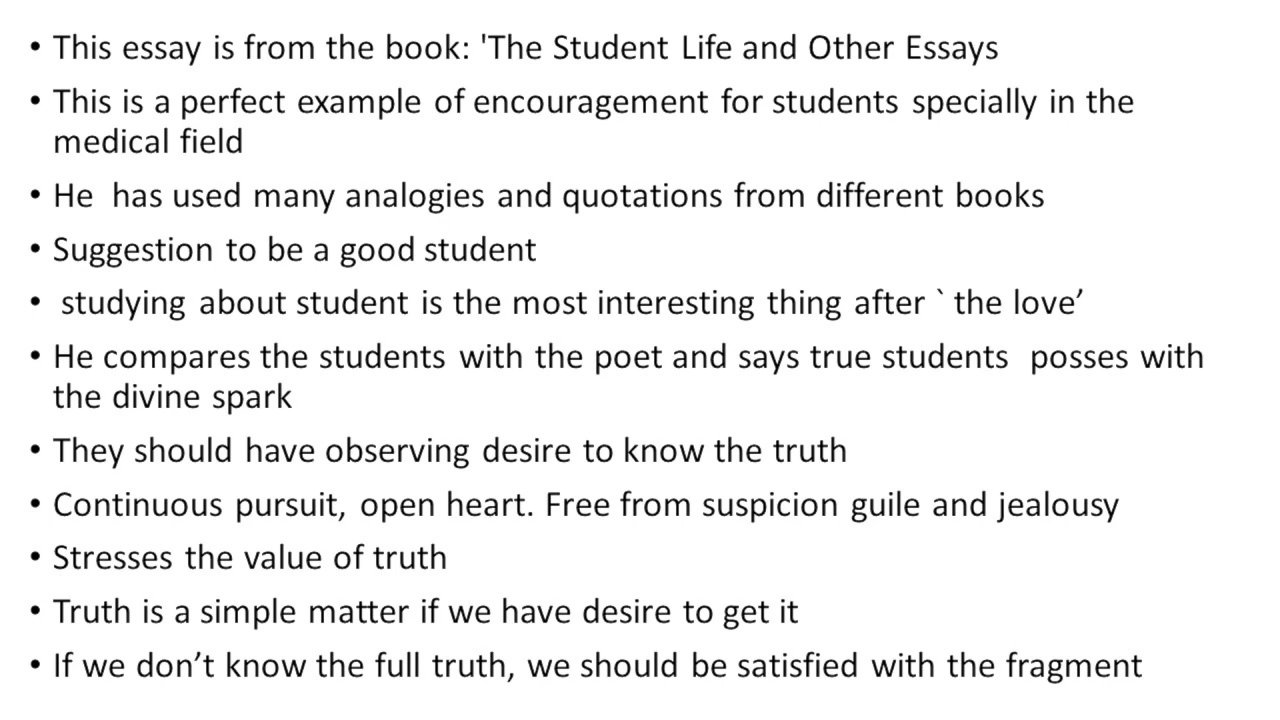 • This essay is from the book: 'The Student Life and Other Essays
• This is a perfect example of encouragement for students specially in the
medical field
• He  has used many analogies and quotations from different books
• Suggestion to be a good student
•  studying about student is the most interesting thing after ` the love’
• He compares the students with the poet and says true students  posses with
the divine spark
• They should have observing desire to know the truth
• Continuous pursuit, open heart. Free from suspicion guile and jealousy
• Stresses the value of truth
• Truth is a simple matter if we have desire to get it
• If we don’t know the full truth, we should be satisfied with the fragment